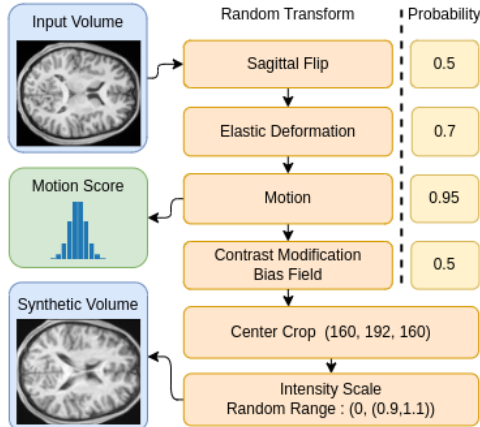 Random Transform
Probability
Input Volume
Sagittal Flip
0.5
Elastic Deformation
0.7
Motion Score
Motion
0.95
Contrast Modification
Bias Field
0.5
Synthetic Volume
Center Crop (160, 192, 160)
Intensity Scale
Random Range : (0, (0.9,1.1))